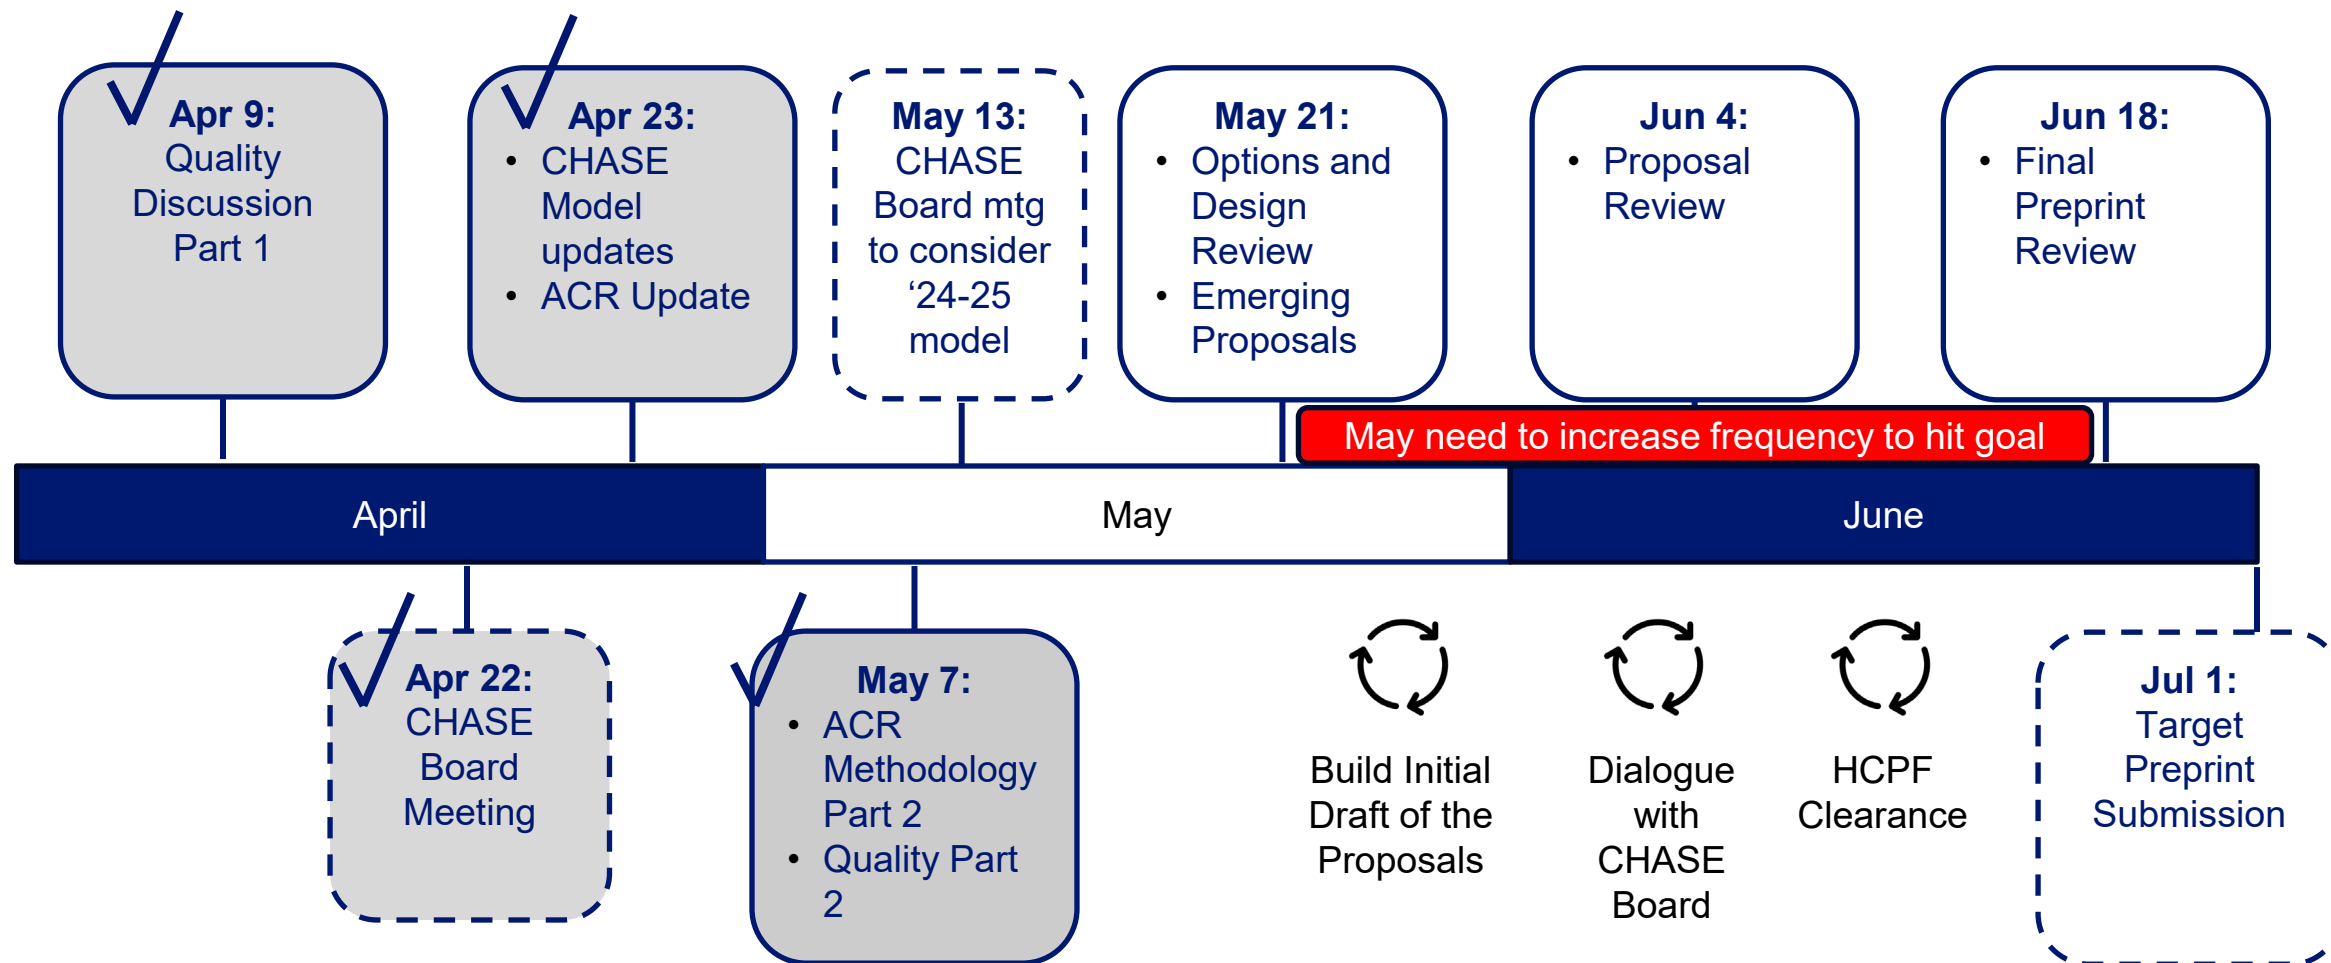 Apr 9:
Quality
Discussion
Part 1
Apr 23:
• CHASE
Model
updates
• ACR Update
May 13:
CHASE
Board mtg
to consider
‘24-25
model
May 21:
• Options and
Design
Review
• Emerging
Proposals
Jun 4:
• Proposal
Review
Jun 18:
• Final
Preprint
Review
May need to increase frequency to hit goal
April
May
June
Apr 22:
CHASE
Board
Meeting
May 7:
• ACR
Methodology
Part 2
• Quality Part
2
Build Initial
Draft of the
Proposals
Dialogue
with
CHASE
Board
HCPF
Clearance
Jul 1:
Target
Preprint
Submission